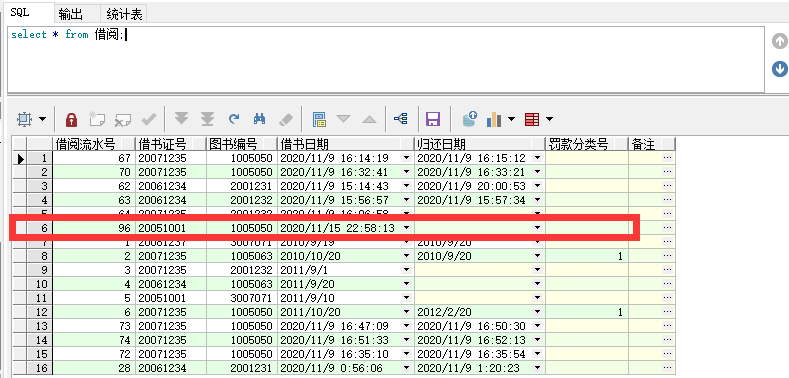 SQL 输出 统计表
select * from 借阅;
借阅流水号 借书证号 图书编号 借书日期 归还日期 罚款分类号 备注
1 67 20071235 1005050 2020/11/9 16:14:19 2020/11/9 16:15:12
2 70 20071235 1005050 2020/11/9 16:32:41 2020/11/9 16:33:21
3 62 20061234 2001231 2020/11/9 15:14:43 2020/11/9 20:00:53
4 63 20061234 2001232 2020/11/9 15:56:57 2020/11/9 15:57:34
6 96 20051001 1005050 2020/11/15 22:58:13
7 1 20081237 3007071 2010/9/19 2010/9/20
8 2 20071235 1005063 2010/10/20 2010/9/20 1
9 3 20071235 2001232 2011/9/1
10 4 20061234 1005063 2011/9/20
11 5 20051001 3007071 2011/9/10
12 6 20071235 1005050 2011/10/20 2012/2/20 1
13 73 20071235 1005050 2020/11/9 16:47:09 2020/11/9 16:50:30
14 74 20071235 1005050 2020/11/9 16:51:33 2020/11/9 16:52:13
15 72 20071235 1005050 2020/11/9 16:35:10 2020/11/9 16:35:54
16 28 20061234 2001231 2020/11/9 0:56:06 2020/11/9 1:20:23